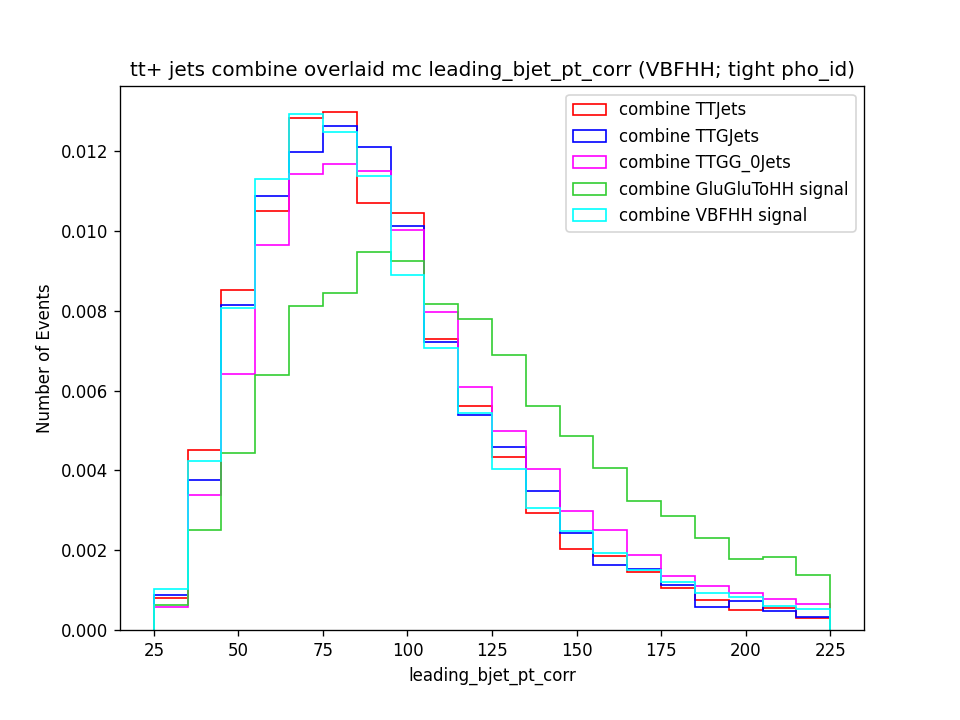 tt+ jets combine overlaid mc leading_bjet_pt_corr (VBFHH; tight pho_id)
combine TTJets
combine TTGJets
combine TTGG_0Jets
combine GluGluToHH signal
combine VBFHH signal
0.012
0.010
0.008
0.006
0.004
0.002
0.000
Number of Events
25 50 75 100 125 150 175 200 225
leading_bjet_pt_corr